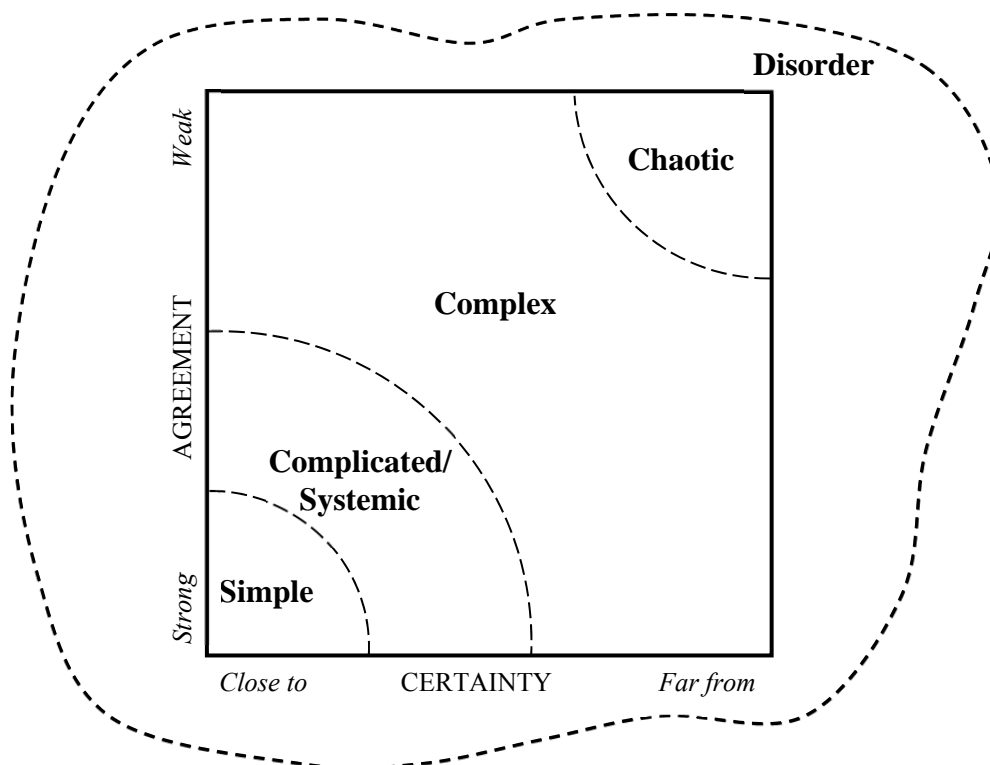 Disorder
Weak
Chaotic
Complex
AGREEMENT
Complicated/
Systemic
Simple
Strong
Close to
CERTAINTY
Far from